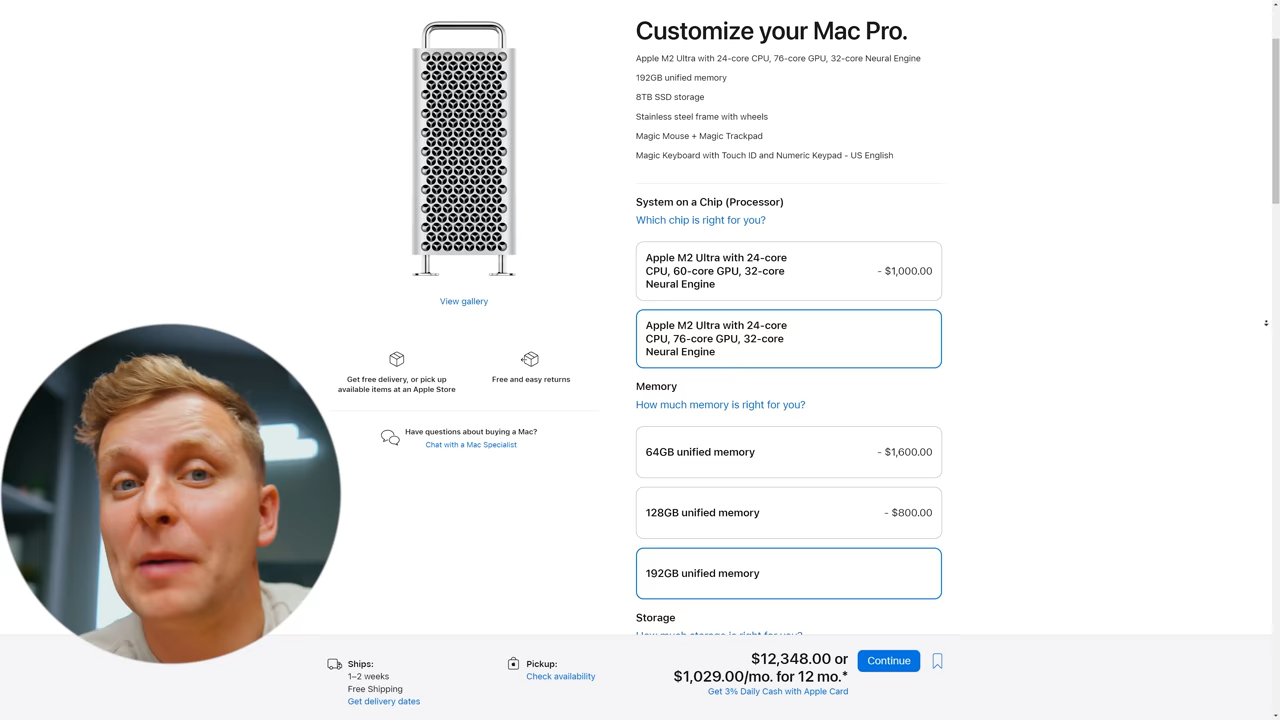 Customize your Mac Pro.
Apple M2 Ultra with 24-core CPU, 76-core GPU, 32-core Neural Engine
192GB unified memory
8TB SSD storage
Stainless steel frame with wheels
Magic Mouse + Magic Trackpad
Magic Keyboard with Touch ID and Numeric Keypad - US English
System on a Chip (Processor)
Which chip is right for you?
Apple M2 Ultra with 24-core
CPU, 60-core GPU, 32-core
Neural Engine
- $1,000.00
Apple M2 Ultra with 24-core
CPU, 76-core GPU, 32-core
Neural Engine
Memory
How much memory is right for you?
64GB unified memory
- $1,600.00
128GB unified memory
- $800.00
192GB unified memory
Storage
How much storage is right for you?
View gallery
Get free delivery, or pick up
available items at an Apple Store
Free and easy returns
Have questions about buying a Mac?
Chat with a Mac Specialist
Ships:
1–2 weeks
Free Shipping
Get delivery dates
Pickup:
Check availability
$12,348.00 or
$1,029.00/mo. for 12 mo.*
Get 3% Daily Cash with Apple Card
Continue